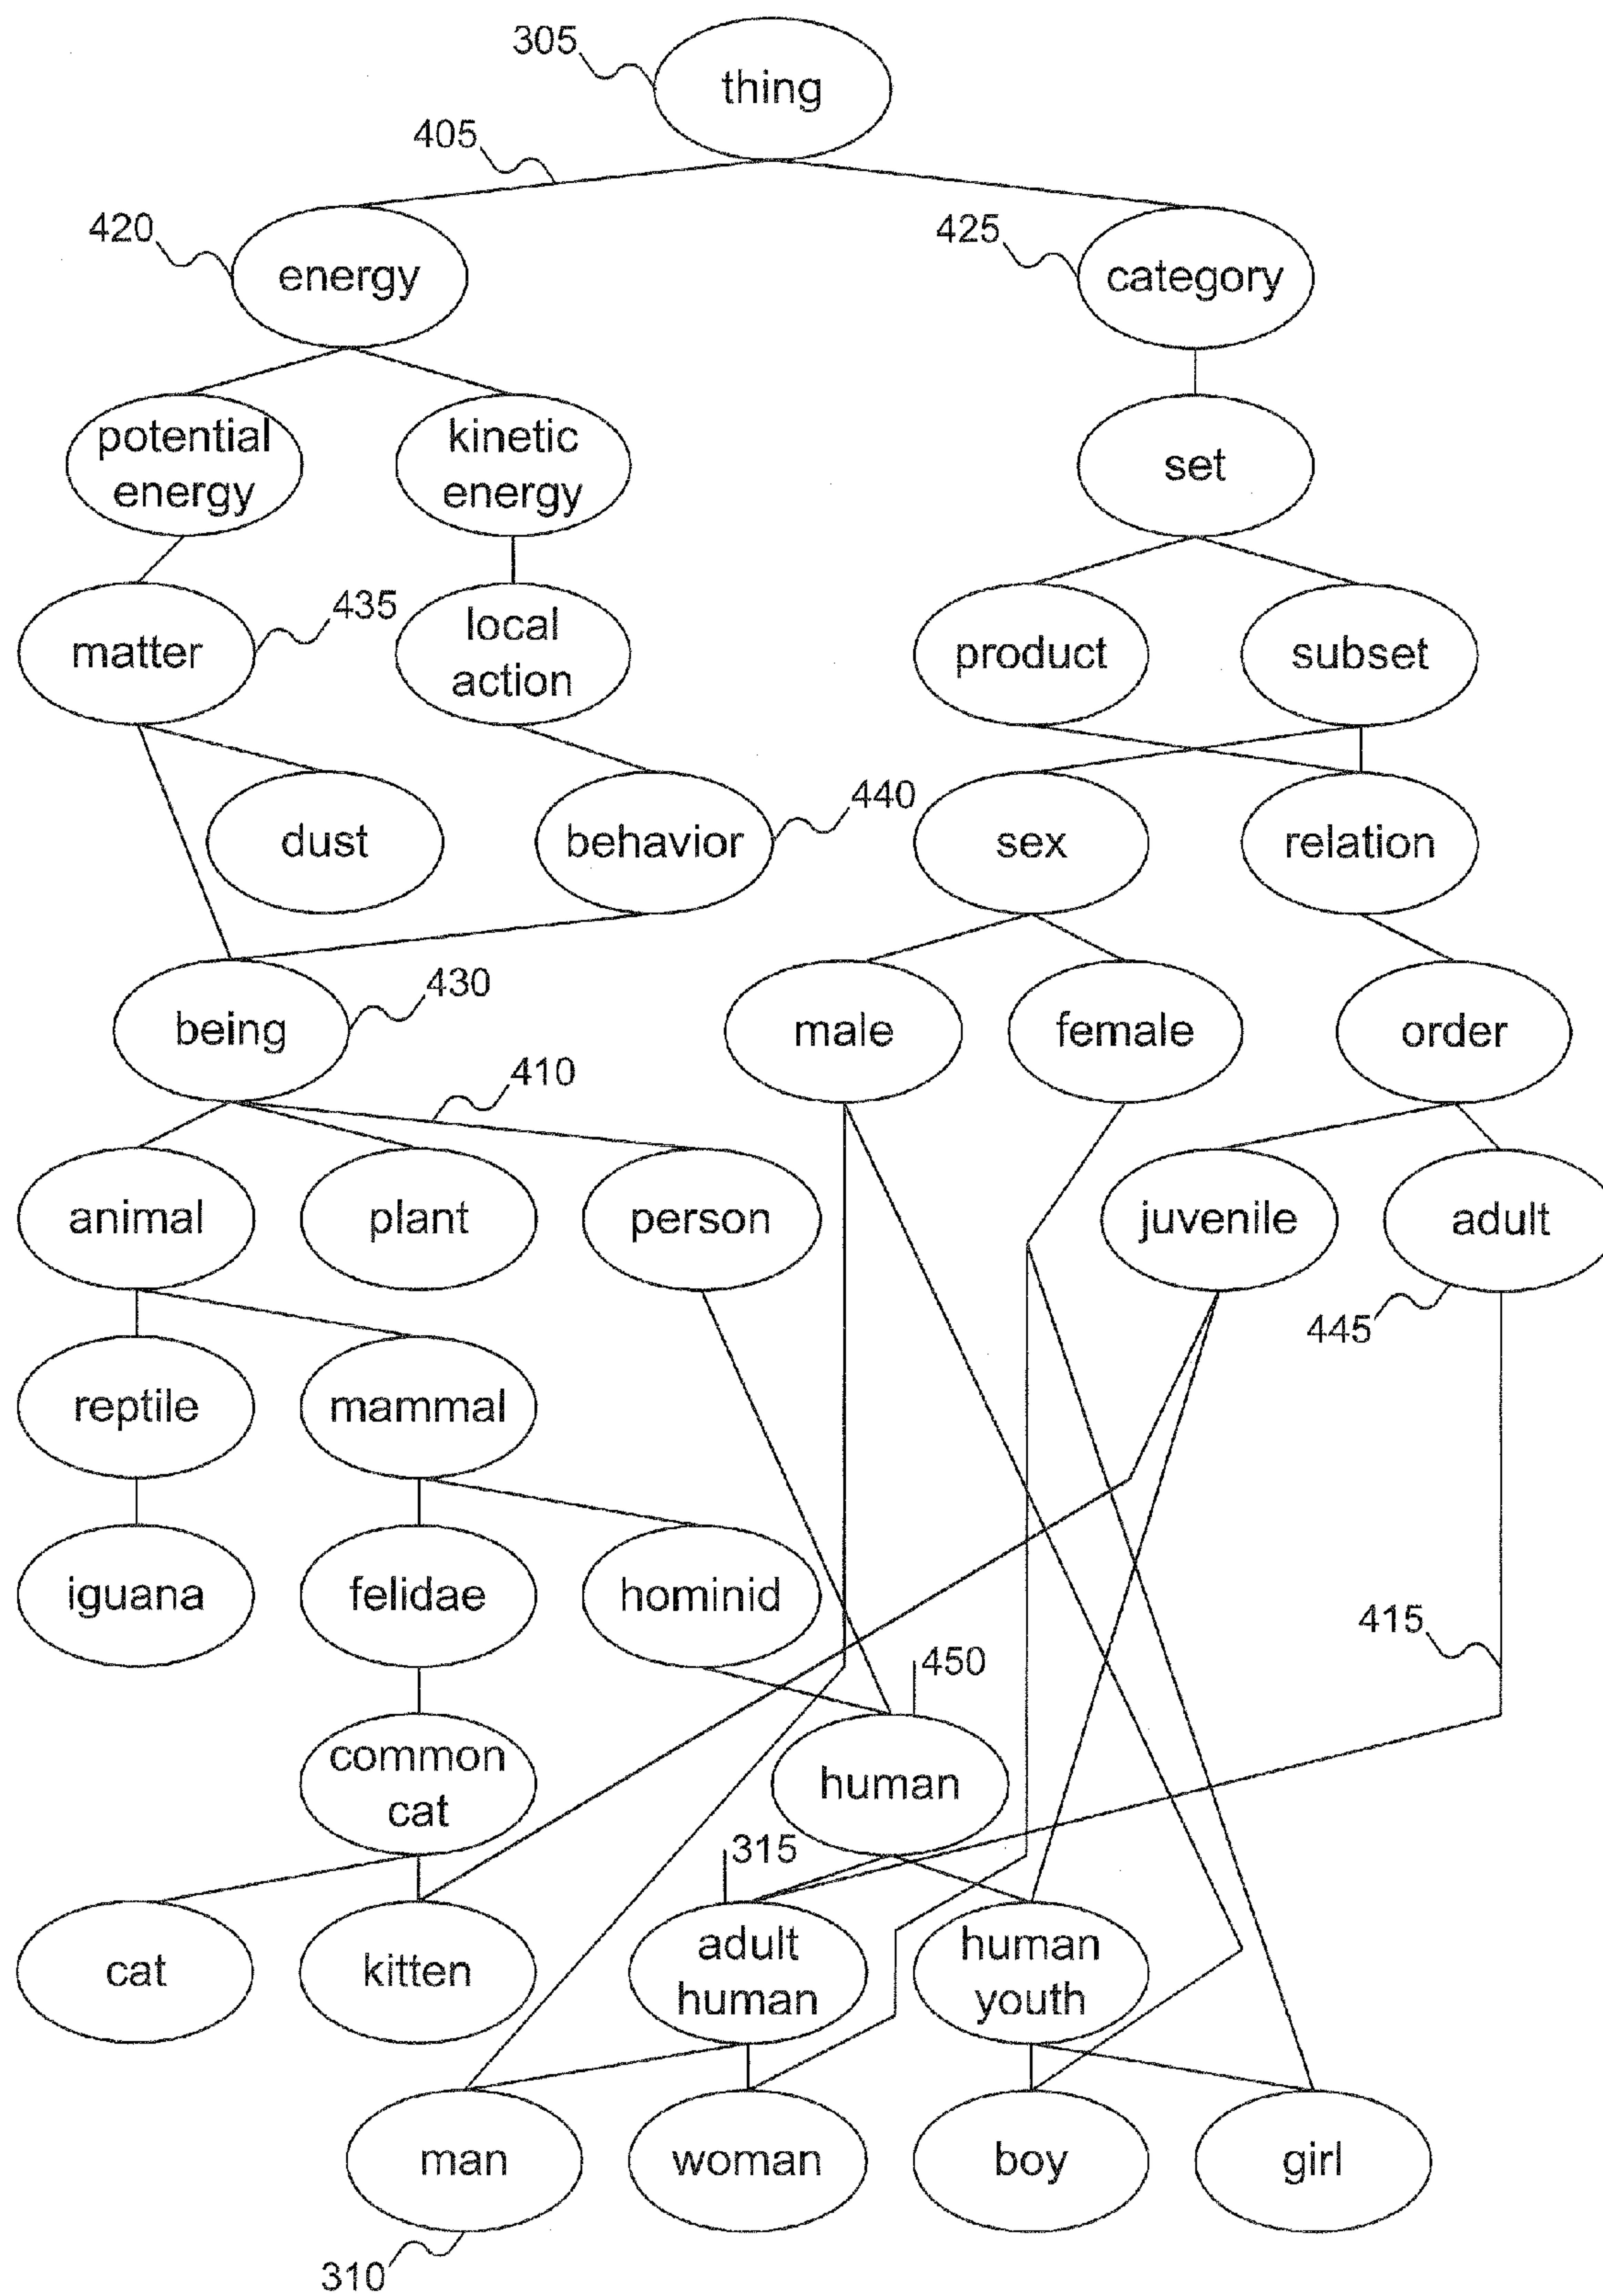 305
thing
405
420
energy
425
category
potential
energy
kinetic
energy
set
matter
435
local
action
product
subset
dust
behavior
440
sex
relation
being
430
male
female
order
410
animal
plant
person
juvenile
adult
445
reptile
mammal
iguana
felidae
hominid
415
450
common
cat
human
315
cat
kitten
adult
human
human
youth
man
woman
boy
girl
310